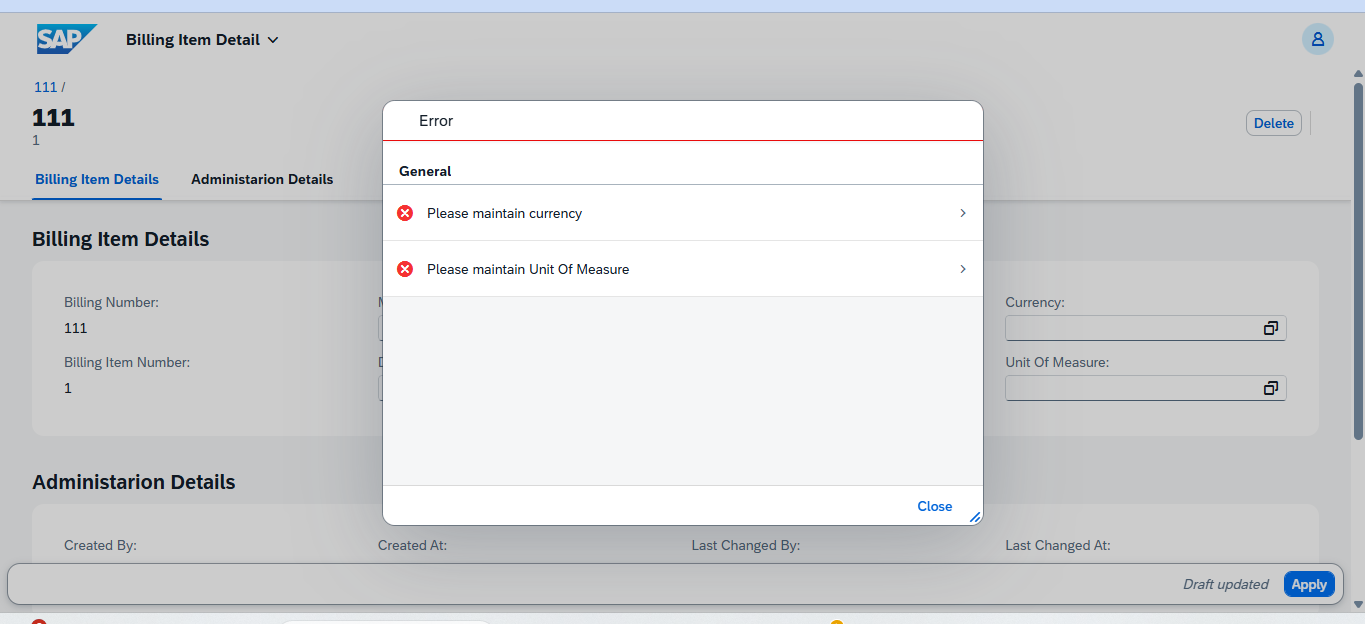 SAP
Billing Item Detail
111 /
111
1
Delete
Billing Item Details
Administarion Details
Error
General
Please maintain currency
Please maintain Unit Of Measure
Close
Billing Item Details
Billing Number:
111
Currency:
Billing Item Number:
1
Unit Of Measure:
Administarion Details
Created By:
Created At:
Last Changed By:
Last Changed At:
Draft updated
Apply